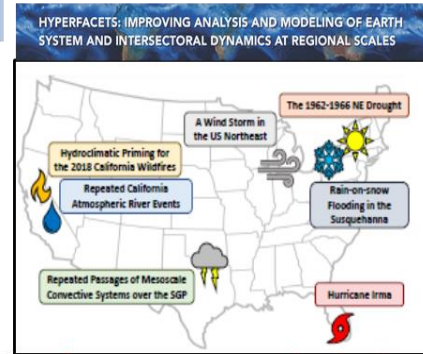 HYPERFACETS: IMPROVING ANALYSIS AND MODELING OF EARTH
SYSTEM AND INTERSECTORAL DYNAMICS AT REGIONAL SCALES
The 1962-1966 NE Drought
A Wind Storm in
the US Northeast
Hydroclimatic Priming for
the 2018 California Wildfires
Repeated California
Atmospheric River Events
Rain-on-snow
Flooding in the
Susquehanna
Repeated Passages of Mesoscale
Convective Systems over the SGP
Hurricane Irma